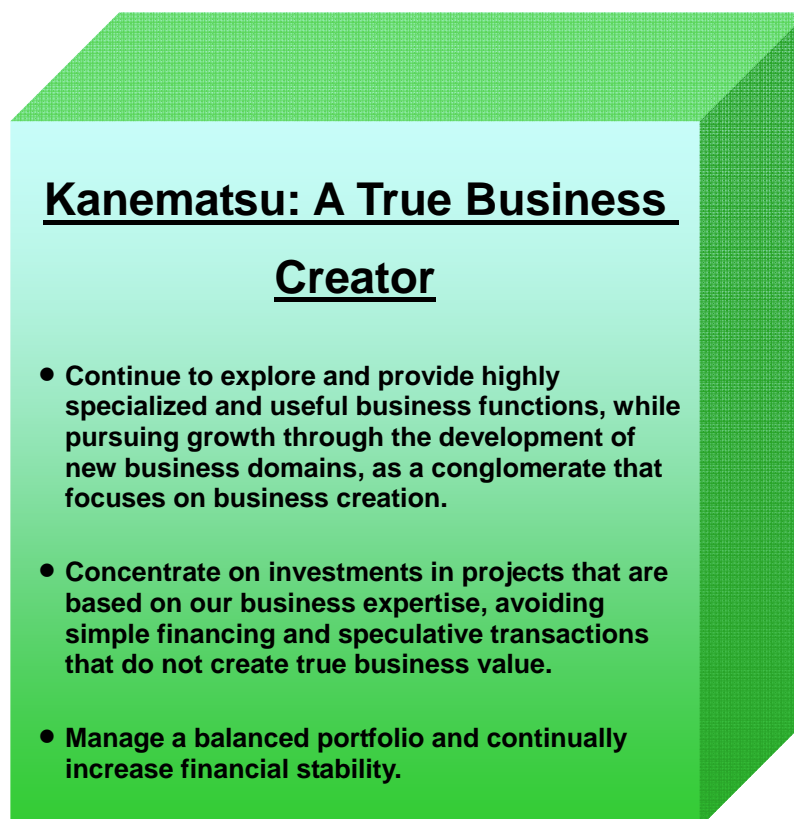 Kanematsu: A True Business
Creator
• Continue to explore and provide highly
specialized and useful business functions, while
pursuing growth through the development of
new business domains, as a conglomerate that
focuses on business creation.
• Concentrate on investments in projects that are
based on our business expertise, avoiding
simple financing and speculative transactions
that do not create true business value.
• Manage a balanced portfolio and continually
increase financial stability.